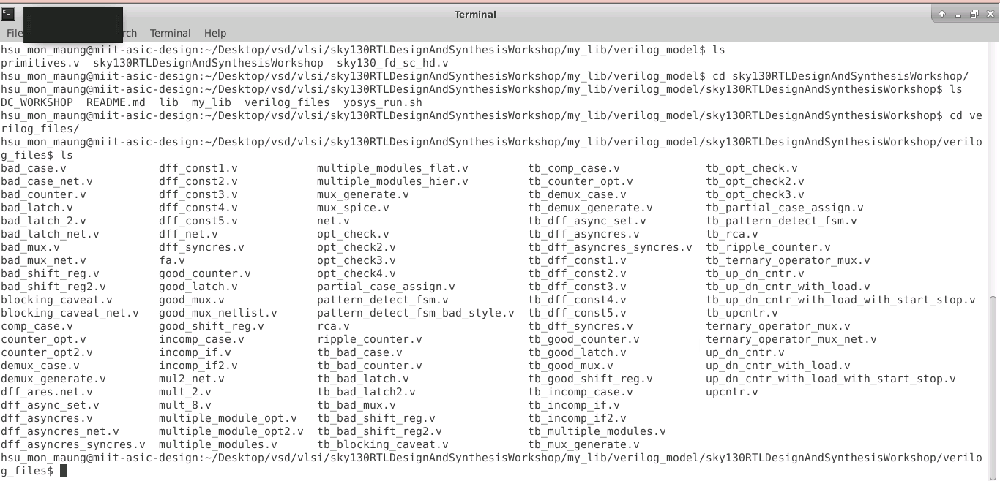 Terminal
File rch Terminal Help
hsu_mon_maung@miit-asic-design:~/Desktop/vsd/vlsi/sky130RTLDesignAndSynthesisWorkshop/my_lib/verilog_model$ ls
primitives.v sky130RTLDesignAndSynthesisWorkshop sky130_fd_sc_hd.v
hsu_mon_maung@miit-asic-design:~/Desktop/vsd/vlsi/sky130RTLDesignAndSynthesisWorkshop/my_lib/verilog_model$ cd sky130RTLDesignAndSynthesisWorkshop/
hsu_mon_maung@miit-asic-design:~/Desktop/vsd/vlsi/sky130RTLDesignAndSynthesisWorkshop/my_lib/verilog_model/sky130RTLDesignAndSynthesisWorkshop$ ls
DC_WORKSHOP README.md lib my_lib verilog_files yosys_run.sh
hsu_mon_maung@miit-asic-design:~/Desktop/vsd/vlsi/sky130RTLDesignAndSynthesisWorkshop/my_lib/verilog_model/sky130RTLDesignAndSynthesisWorkshop$ cd ve
rilog_files/
hsu_mon_maung@miit-asic-design:~/Desktop/vsd/vlsi/sky130RTLDesignAndSynthesisWorkshop/my_lib/verilog_model/sky130RTLDesignAndSynthesisWorkshop/verilo
g_files$ ls
bad_case.v dff_const1.v multiple_modules_flat.v tb_comp_case.v tb_opt_check.v
bad_case_net.v dff_const2.v multiple_modules_hier.v tb_counter_opt.v tb_opt_check2.v
bad_counter.v dff_const3.v mux_generate.v tb_demux_case.v tb_opt_check3.v
bad_latch.v dff_const4.v mux_spice.v tb_demux_generate.v tb_partial_case_assign.v
bad_latch_2.v dff_const5.v net.v tb_dff_async_set.v tb_pattern_detect_fsm.v
bad_latch_net.v dff_net.v opt_check.v tb_dff_asyncres.v tb_rca.v
bad_mux.v dff_syncres.v opt_check2.v tb_dff_asyncres_syncres.v tb_ripple_counter.v
bad_mux_net.v fa.v opt_check3.v tb_dff_const1.v tb_ternary_operator_mux.v
bad_shift_reg.v good_counter.v opt_check4.v tb_dff_const2.v tb_up_dn_cntr.v
bad_shift_reg2.v good_latch.v partial_case_assign.v tb_dff_const3.v tb_up_dn_cntr_with_load.v
blocking_caveat.v good_mux.v pattern_detect_fsm.v tb_dff_const4.v tb_up_dn_cntr_with_load_with_start_stop.v
blocking_caveat_net.v good_mux_netlist.v pattern_detect_fsm_bad_style.v tb_dff_const5.v tb_upcntr.v
comp_case.v good_shift_reg.v rca.v tb_dff_syncres.v ternary_operator_mux.v
counter_opt.v incomp_case.v ripple_counter.v tb_good_counter.v ternary_operator_mux_net.v
counter_opt2.v incomp_if.v tb_bad_case.v tb_good_latch.v up_dn_cntr.v
demux_case.v incomp_if2.v tb_bad_counter.v tb_good_mux.v up_dn_cntr_with_load.v
demux_generate.v mul2_net.v tb_bad_latch.v tb_good_shift_reg.v up_dn_cntr_with_load_with_start_stop.v
dff_ares.net.v mult_2.v tb_bad_latch2.v tb_incomp_case.v upcntr.v
dff_async_set.v mult_8.v tb_bad_mux.v tb_incomp_if.v
dff_asyncres.v multiple_module_opt.v tb_bad_shift_reg.v tb_incomp_if2.v
dff_asyncres_net.v multiple_module_opt2.v tb_bad_shift_reg2.v tb_multiple_modules.v
dff_asyncres_syncres.v multiple_modules.v tb_blocking_caveat.v tb_mux_generate.v
hsu_mon_maung@miit-asic-design:~/Desktop/vsd/vlsi/sky130RTLDesignAndSynthesisWorkshop/my_lib/verilog_model/sky130RTLDesignAndSynthesisWorkshop/verilo
g_files$